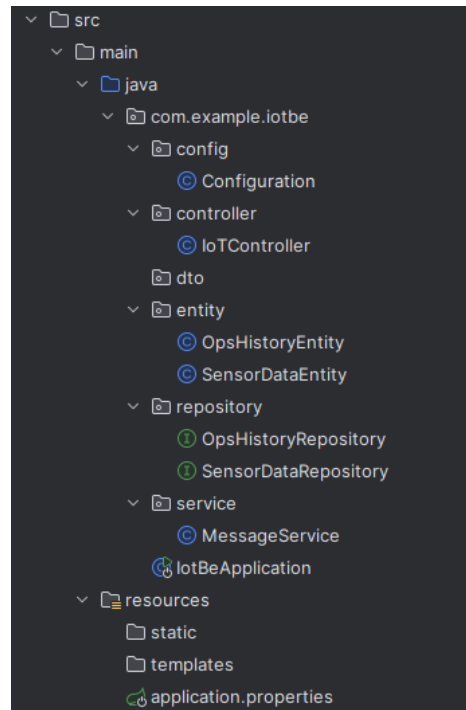 src
main
java
com.example.iotbe
config
Configuration
controller
IoTController
dto
entity
OpsHistoryEntity
SensorDataEntity
repository
OpsHistoryRepository
SensorDataRepository
service
MessageService
IotBeApplication
resources
static
templates
application.properties